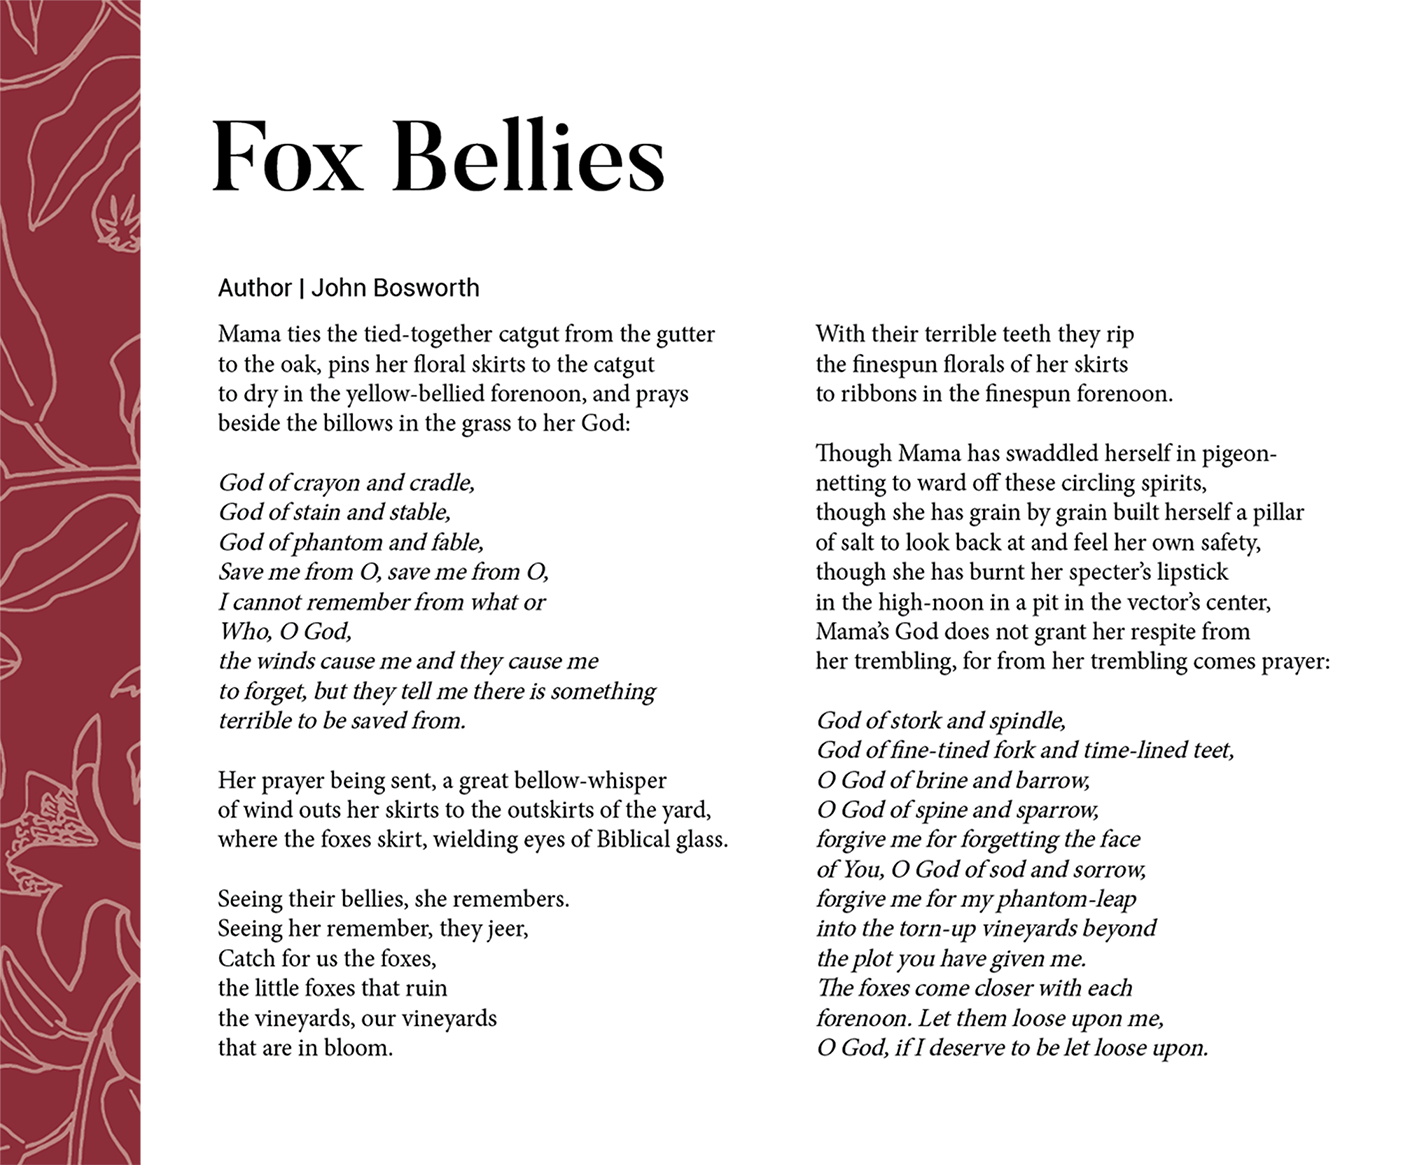 Fox Bellies
Author | John Bosworth
Mama ties the tied-together catgut from the gutter
to the oak, pins her floral skirts to the catgut
to dry in the yellow-bellied forenoon, and prays
beside the billows in the grass to her God:
God of crayon and cradle,
God of stain and stable,
God of phantom and fable,
Save me from O, save me from O,
I cannot remember from what or
Who, O God,
the winds cause me and they cause me
to forget, but they tell me there is something
terrible to be saved from.
Her prayer being sent, a great bellow-whisper
of wind outs her skirts to the outskirts of the yard,
where the foxes skirt, wielding eyes of Biblical glass.
Seeing their bellies, she remembers.
Seeing her remember, they jeer,
Catch for us the foxes,
the little foxes that ruin
the vineyards, our vineyards
that are in bloom.
With their terrible teeth they rip
the finespun florals of her skirts
to ribbons in the finespun forenoon.
Though Mama has swaddled herself in pigeon-
netting to ward off these circling spirits,
though she has grain by grain built herself a pillar
of salt to look back at and feel her own safety,
though she has burnt her specter’s lipstick
in the high-noon in a pit in the vector’s center,
Mama’s God does not grant her respite from
her trembling, for from her trembling comes prayer:
God of stork and spindle,
God of fine-tined fork and time-lined teet,
O God of brine and barrow,
O God of spine and sparrow,
forgive me for forgetting the face
of You, O God of sod and sorrow,
forgive me for my phantom-leap
into the torn-up vineyards beyond
the plot you have given me.
The foxes come closer with each
forenoon. Let them loose upon me,
O God, if I deserve to be let loose upon.